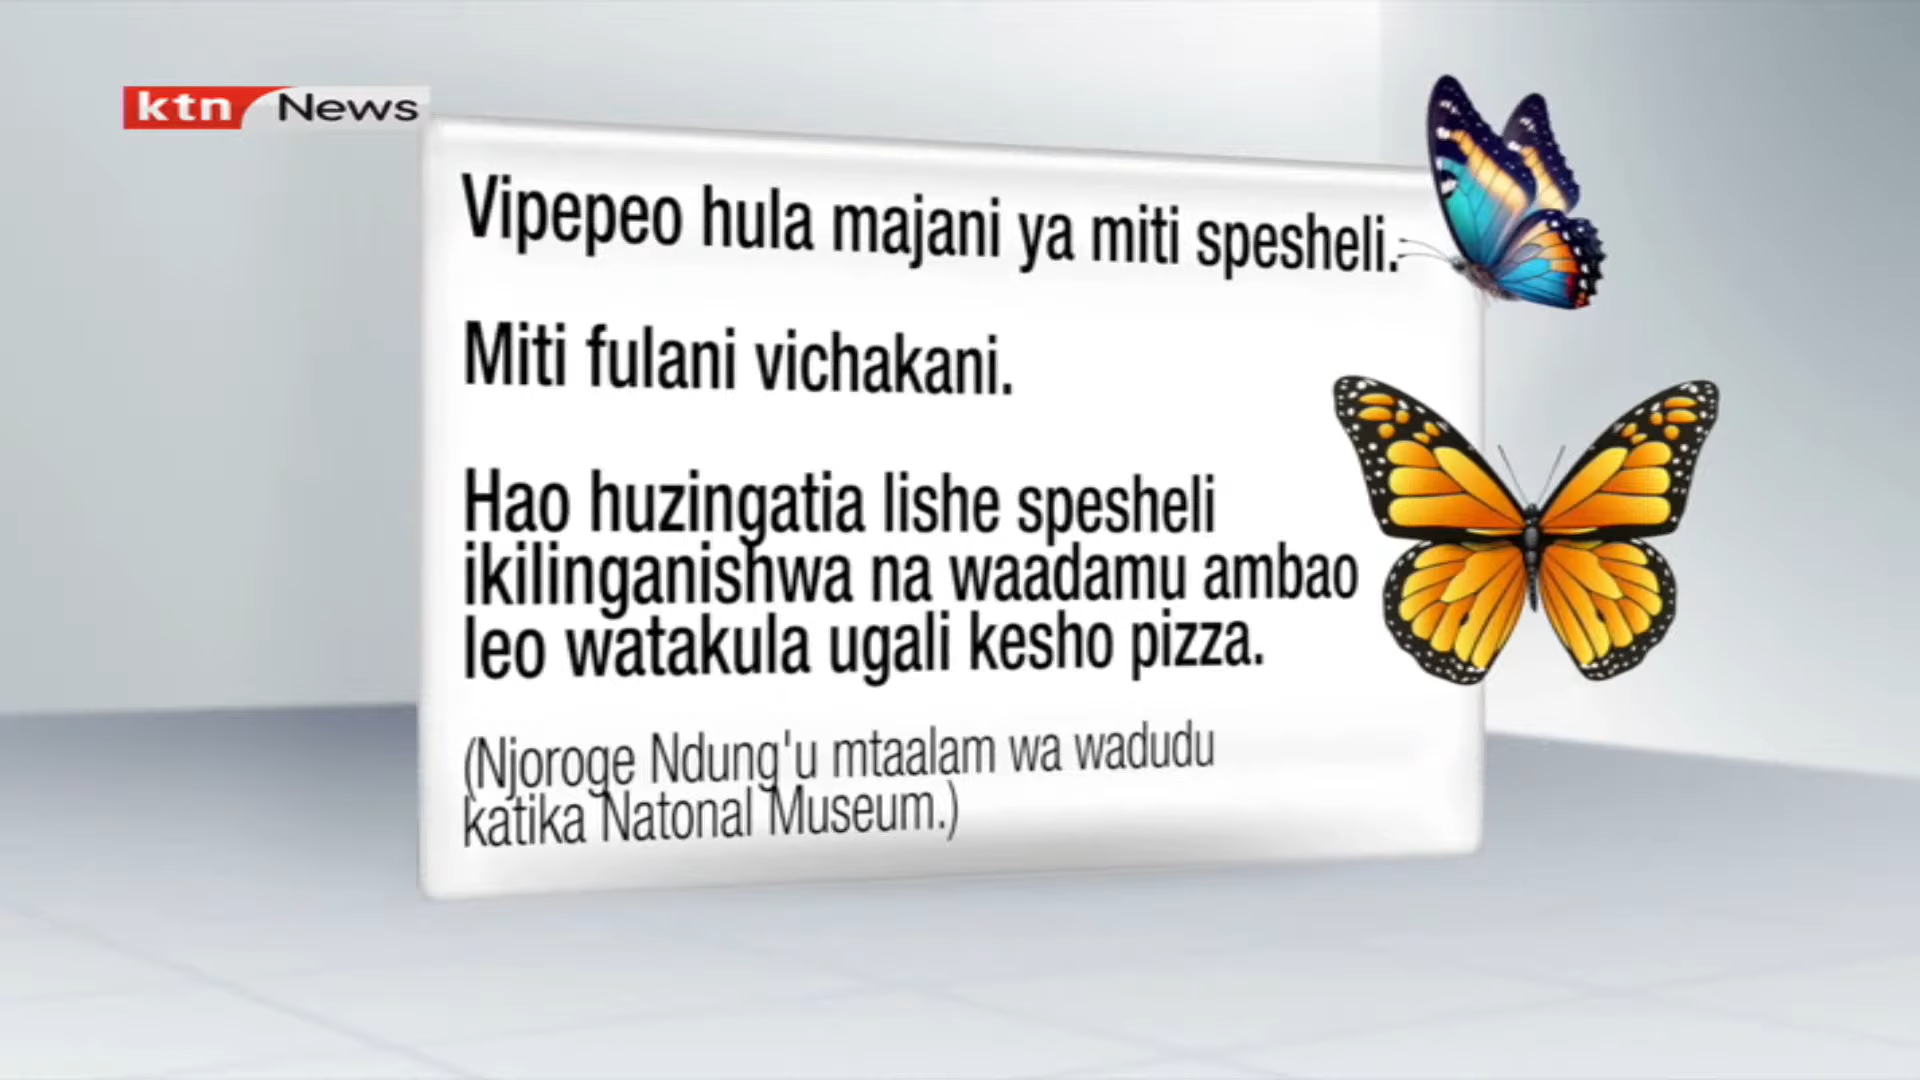 ktn News
Vipepeo hula majani ya miti spesheli.
Miti fulani vichakani.
Hao huzingatia lishe spesheli
ikilinganishwa na waadamu ambao
leo watakula ugali kesho pizza.
(Njoroge Ndung'u mtaalam wa wadudu
katika Natonal Museum.)